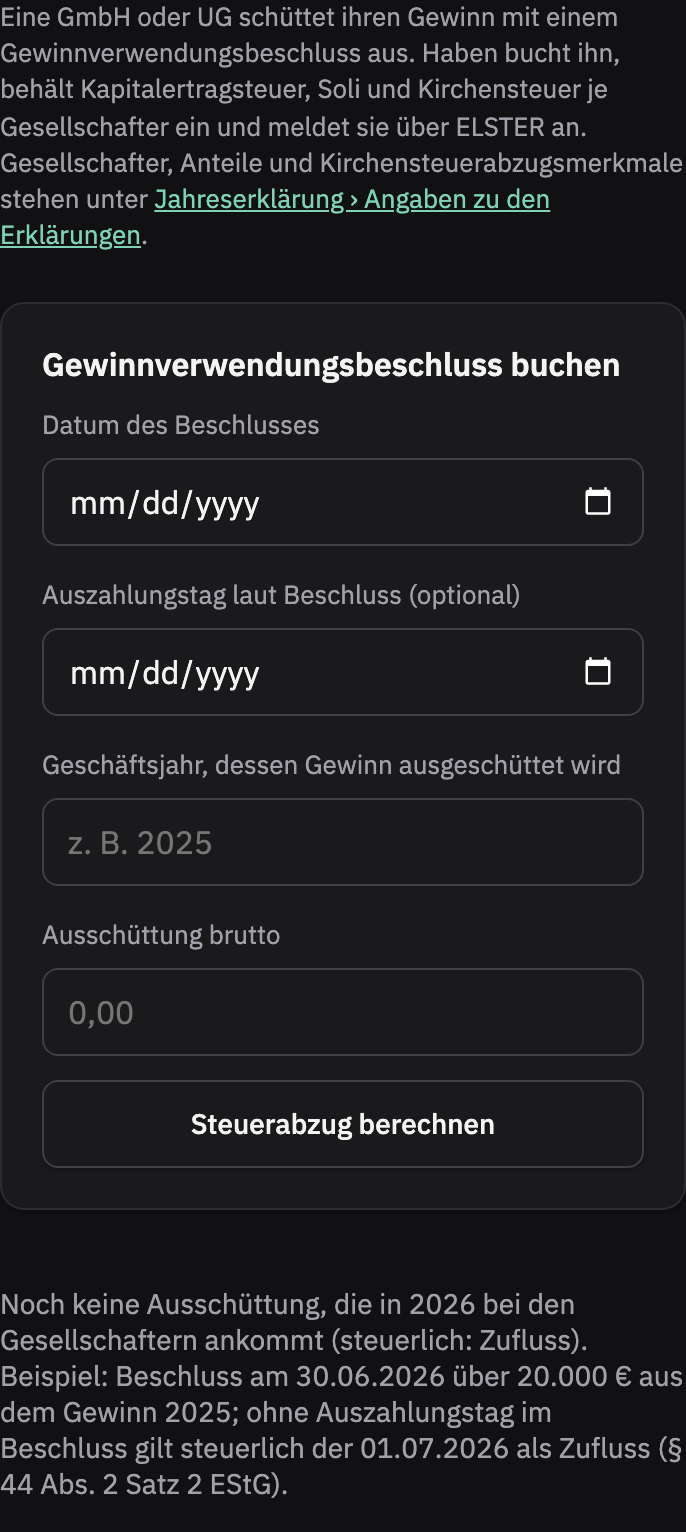 Eine GmbH oder UG schüttet ihren Gewinn mit einem
Gewinnverwendungsbeschluss aus. Haben bucht ihn,
behält Kapitalertragsteuer, Soli und Kirchensteuer je
Gesellschafter ein und meldet sie über ELSTER an.
Gesellschafter, Anteile und Kirchensteuerabzugsmerkmale
stehen unter Jahreserklärung › Angaben zu den
Erklärungen.
Gewinnverwendungsbeschluss buchen
Datum des Beschlusses
mm/dd/yyyy
Auszahlungstag laut Beschluss (optional)
mm/dd/yyyy
Geschäftsjahr, dessen Gewinn ausgeschüttet wird
z. B. 2025
Ausschüttung brutto
0,00
Steuerabzug berechnen
Noch keine Ausschüttung, die in 2026 bei den
Gesellschaftern ankommt (steuerlich: Zufluss).
Beispiel: Beschluss am 30.06.2026 über 20.000 € aus
dem Gewinn 2025; ohne Auszahlungstag im
Beschluss gilt steuerlich der 01.07.2026 als Zufluss (§
44 Abs. 2 Satz 2 EStG).